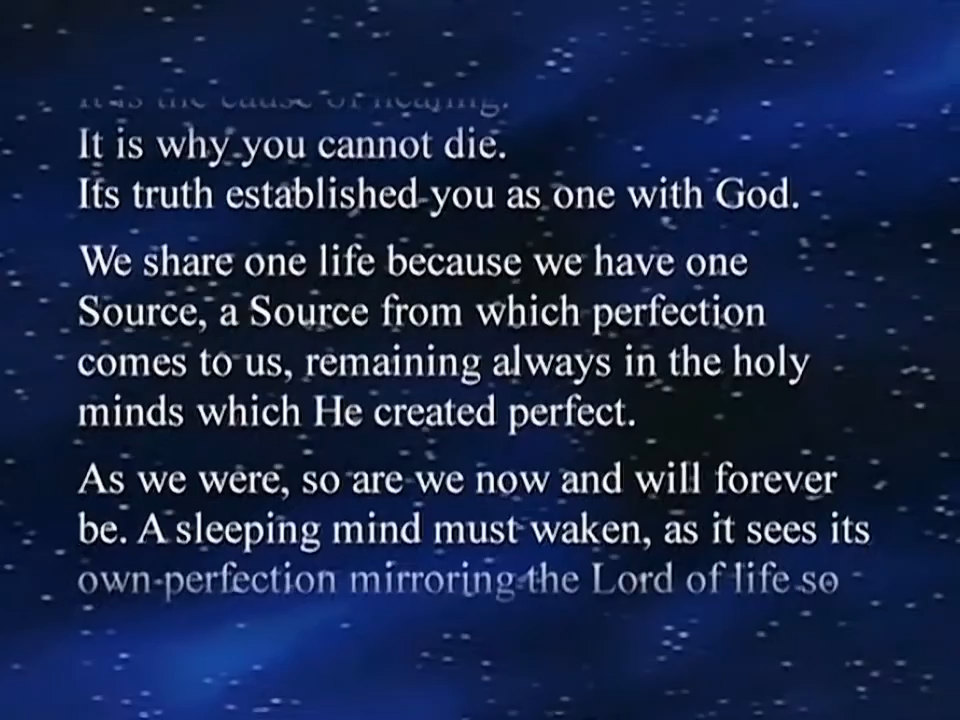 It is the cause of healing.
It is why you cannot die.
Its truth established you as one with God.
We share one life because we have one
Source, a Source from which perfection
comes to us, remaining always in the holy
minds which He created perfect.
As we were, so are we now and will forever
be. A sleeping mind must waken, as it sees its
own perfection mirroring the Lord of life so